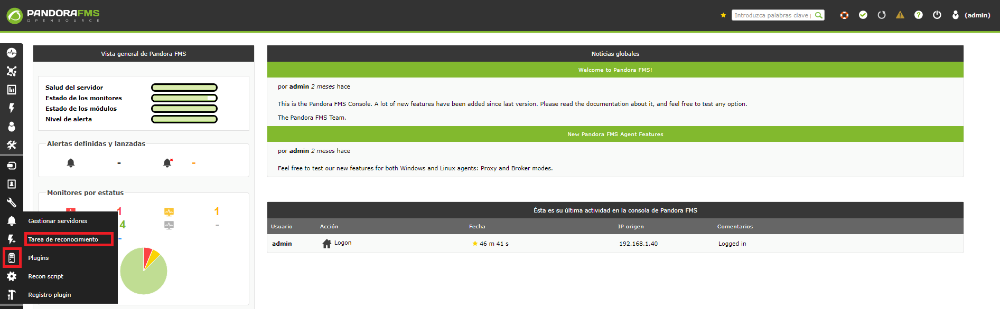 PANDORAFMS
OPENSOURCE
Introduzca palabras clave
(admin)
Vista general de Pandora FMS
Salud del servidor
Estado de los monitores
Estado de los módulos
Nivel de alerta
Alertas definidas y lanzadas
-
-
Monitores por estatus
1
1
4
-
-
Gestionar servidores
Tarea de reconocimiento
Plugins
Recon script
Registro plugin
Noticias globales
Welcome to Pandora FMS!
por admin 2 meses hace
This is the Pandora FMS Console. A lot of new features have been added since last version. Please read the documentation about it, and feel free to test any option.
The Pandora FMS Team.
New Pandora FMS Agent Features
por admin 2 meses hace
Feel free to test our new features for both Windows and Linux agents: Proxy and Broker modes.
Ésta es su última actividad en la consola de Pandora FMS
Usuario Acción Fecha IP origen Comentarios
admin Logon 46 m 41 s 192.168.1.40 Logged in